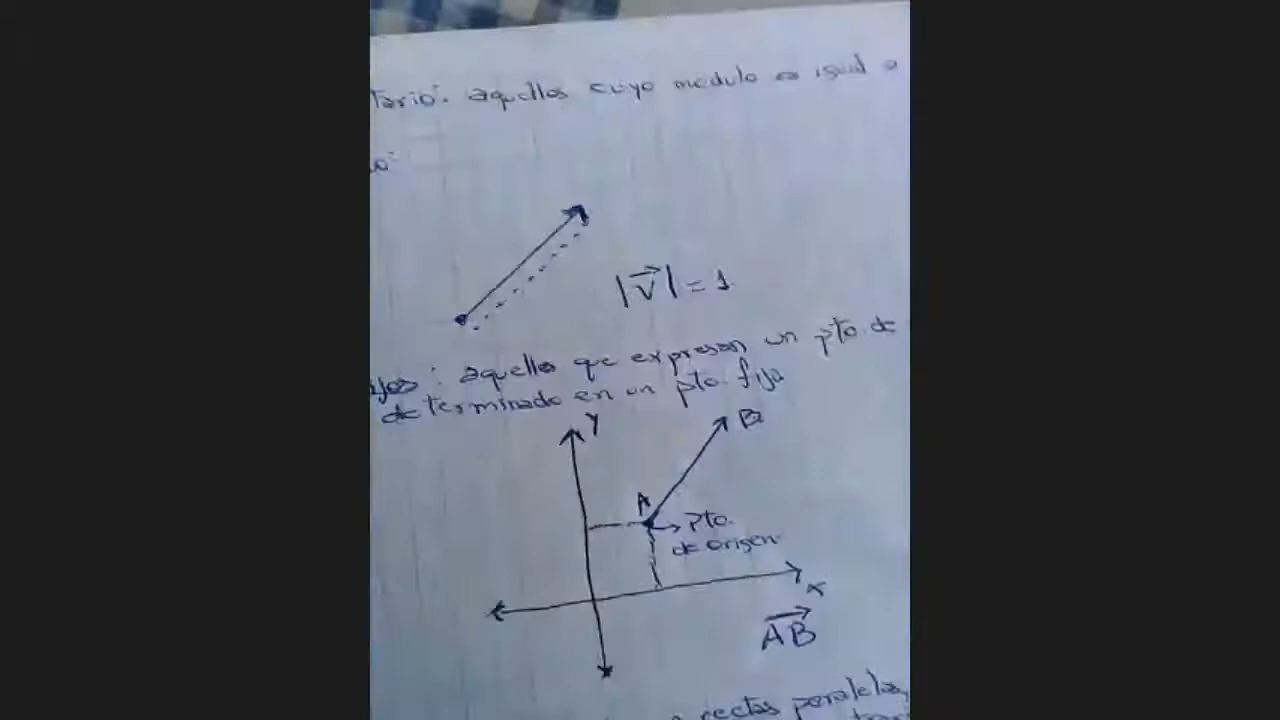 tario: aquellos cuyo modulo es igual a
|V| = 1
ijos: aquellos que expresan un pto. de
determinado en un pto. fijo
Y
B
A
pto.
de origen
X
AB
rectas paralelas,